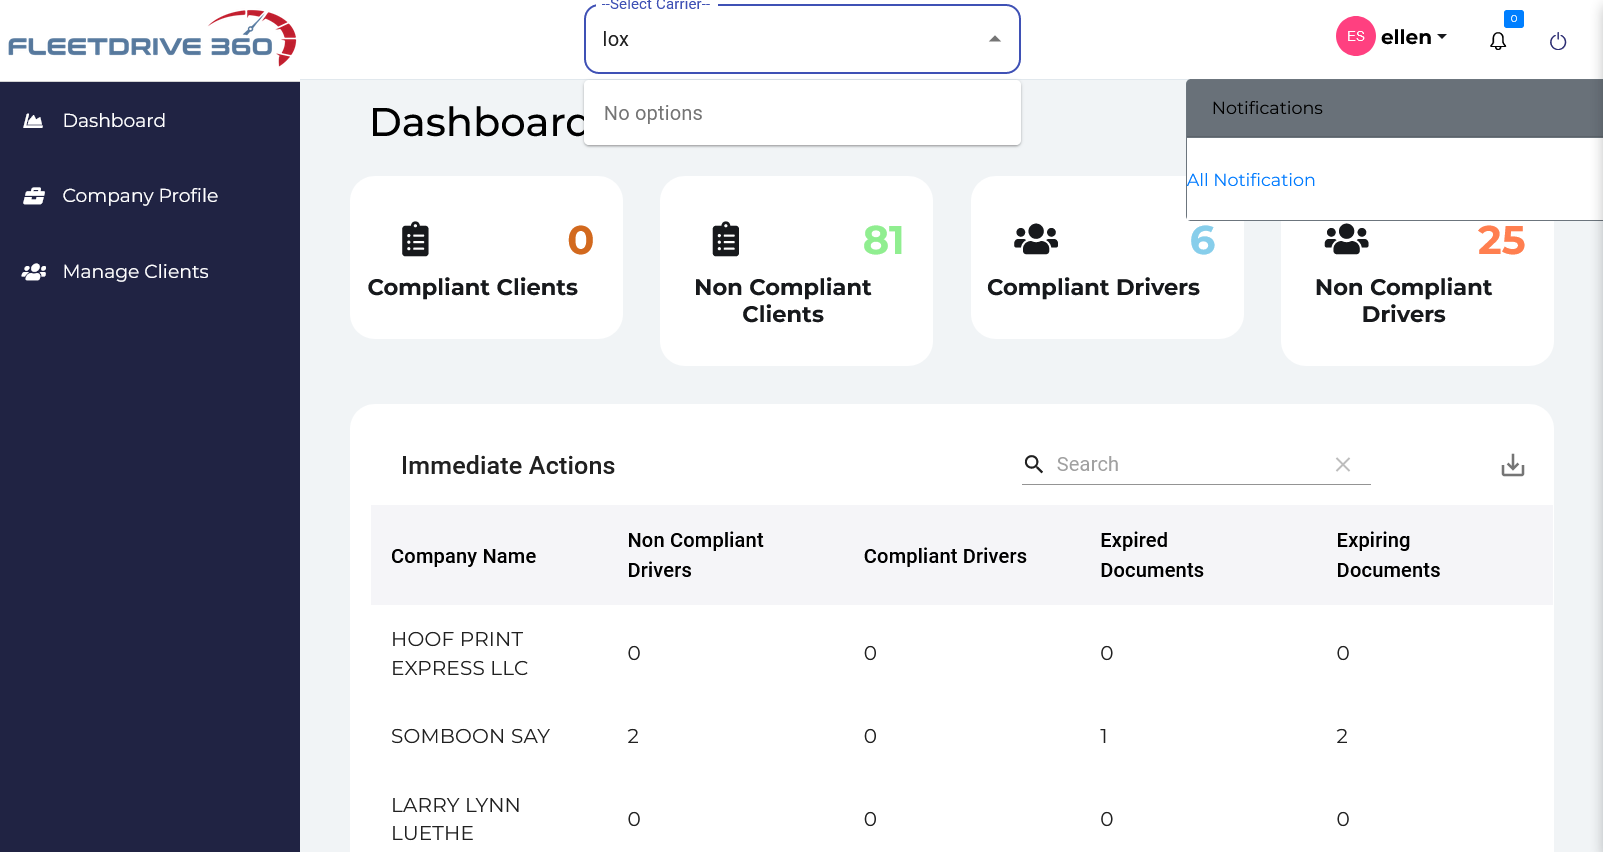 FLEETDRIVE 360
--Select Carrier--
lox
No options
ES
ellen
0
Notifications
All Notification
Dashboard
Company Profile
Manage Clients
Dashboard
0
Compliant Clients
81
Non Compliant
Clients
6
Compliant Drivers
25
Non Compliant
Drivers
Immediate Actions
Search
Company Name
Non Compliant
Drivers
Compliant Drivers
Expired
Documents
Expiring
Documents
HOOF PRINT
EXPRESS LLC
0
0
0
0
SOMBOON SAY
2
0
1
2
LARRY LYNN
LUETHE
0
0
0
0